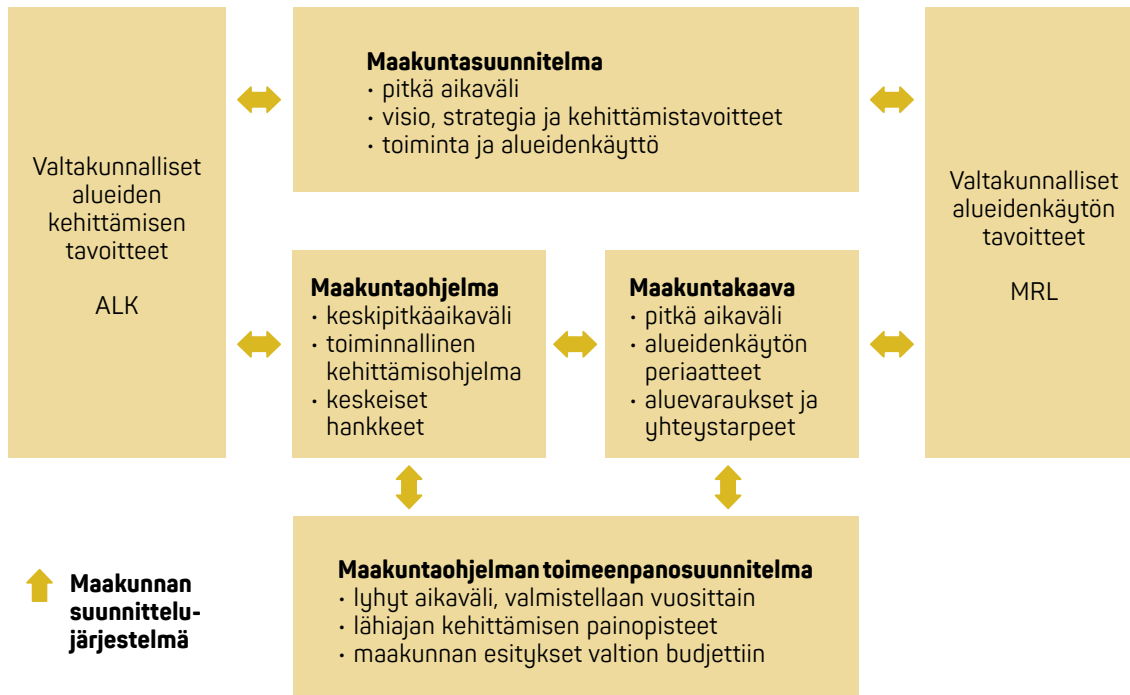 Valtakunnalliset
alueiden
kehittämisen
tavoitteet
ALK
Maakuntasuunnitelma
• pitkä aikaväli
• visio, strategia ja kehittämistavoitteet
• toiminta ja alueidenkäyttö
Valtakunnalliset
alueidenkäytön
tavoitteet
MRL
Maakuntaohjelma
• keskipitkäaikaväli
• toiminnallinen
kehittämisohjelma
• keskeiset
hankkeet
Maakuntakaava
• pitkä aikaväli
• alueidenkäytön
periaatteet
• aluevaraukset ja
yhteystarpeet
Maakuntaohjelman toimeenpanosuunnitelma
• lyhyt aikaväli, valmistellaan vuosittain
• lähiajan kehittämisen painopisteet
• maakunnan esitykset valtion budjettiin
Maakunnan
suunnittelu-
järjestelmä